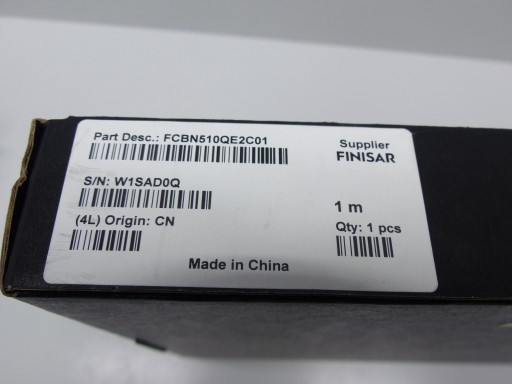 Part Desc.: FCBN510QE2C01
Supplier
FINISAR
S/N: W1SAD0Q
1 m
(4L) Origin: CN
Qty: 1 pcs
Made in China